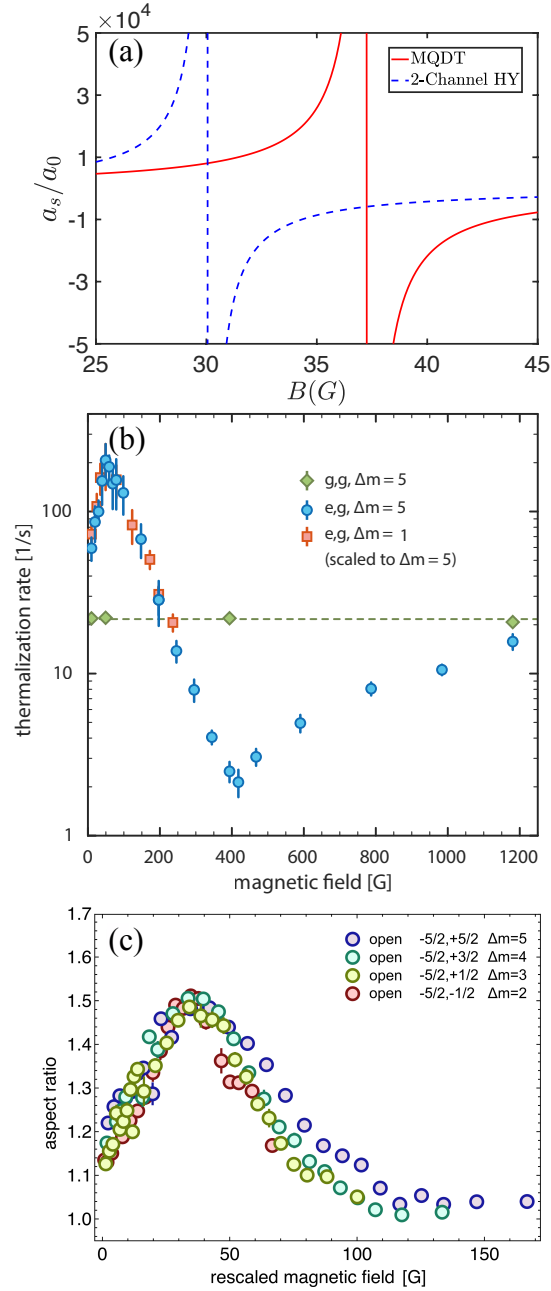 ×10⁴
(a)
MQDT
2-Channel HY
5
3
1
-1
-3
-5
a_s/a_0
25 30 35 40 45
B(G)
(b)
g,g, Δm = 5
e,g, Δm = 5
e,g, Δm = 1
(scaled to Δm = 5)
100
10
1
thermalization rate [1/s]
0 200 400 600 800 1000 1200
magnetic field [G]
(c)
open -5/2,+5/2 Δm=5
open -5/2,+3/2 Δm=4
open -5/2,+1/2 Δm=3
open -5/2,-1/2 Δm=2
1.7
1.6
1.5
1.4
1.3
1.2
1.1
1.0
aspect ratio
0 50 100 150
rescaled magnetic field [G]